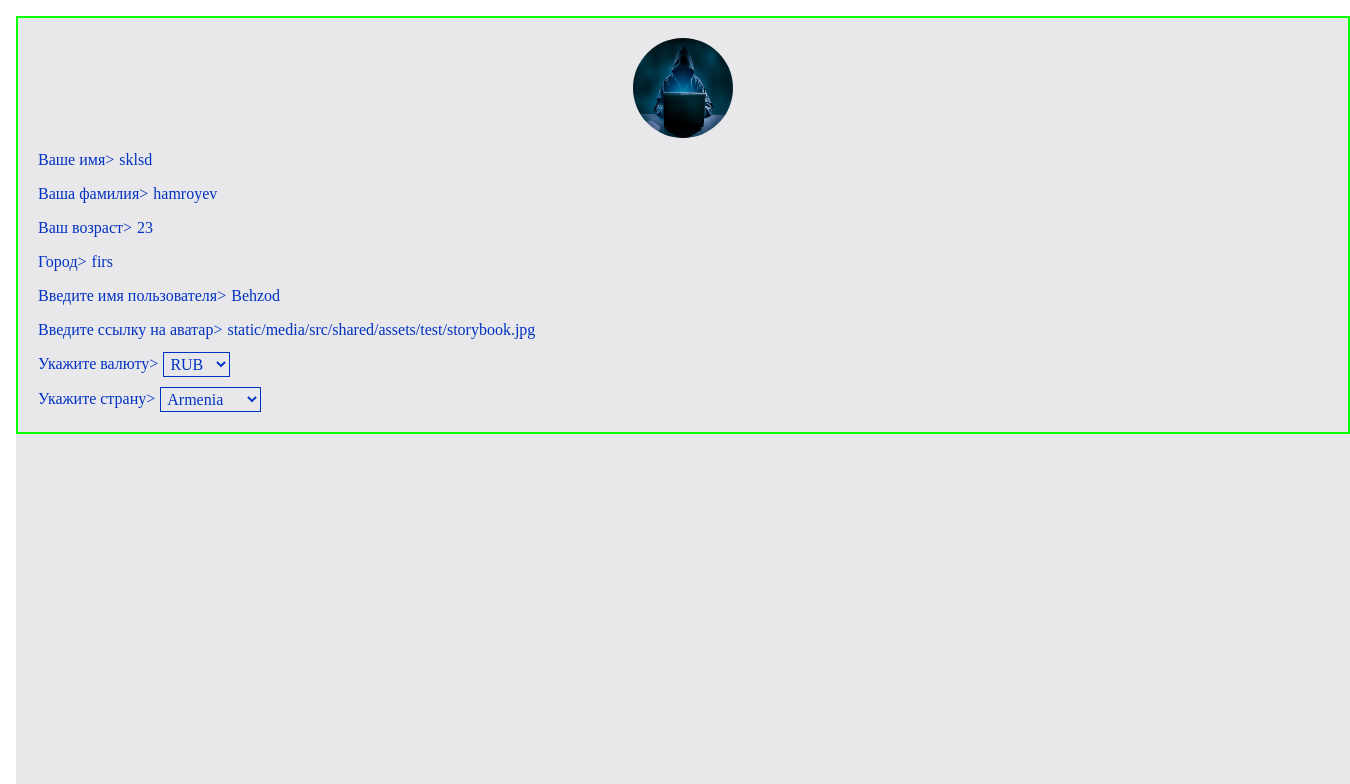 Ваше имя> sklsd
Ваша фамилия> hamroyev
Ваш возраст> 23
Город> firs
Введите имя пользователя> Behzod
Введите ссылку на аватар> static/media/src/shared/assets/test/storybook.jpg
Укажите валюту> RUB
Укажите страну> Armenia